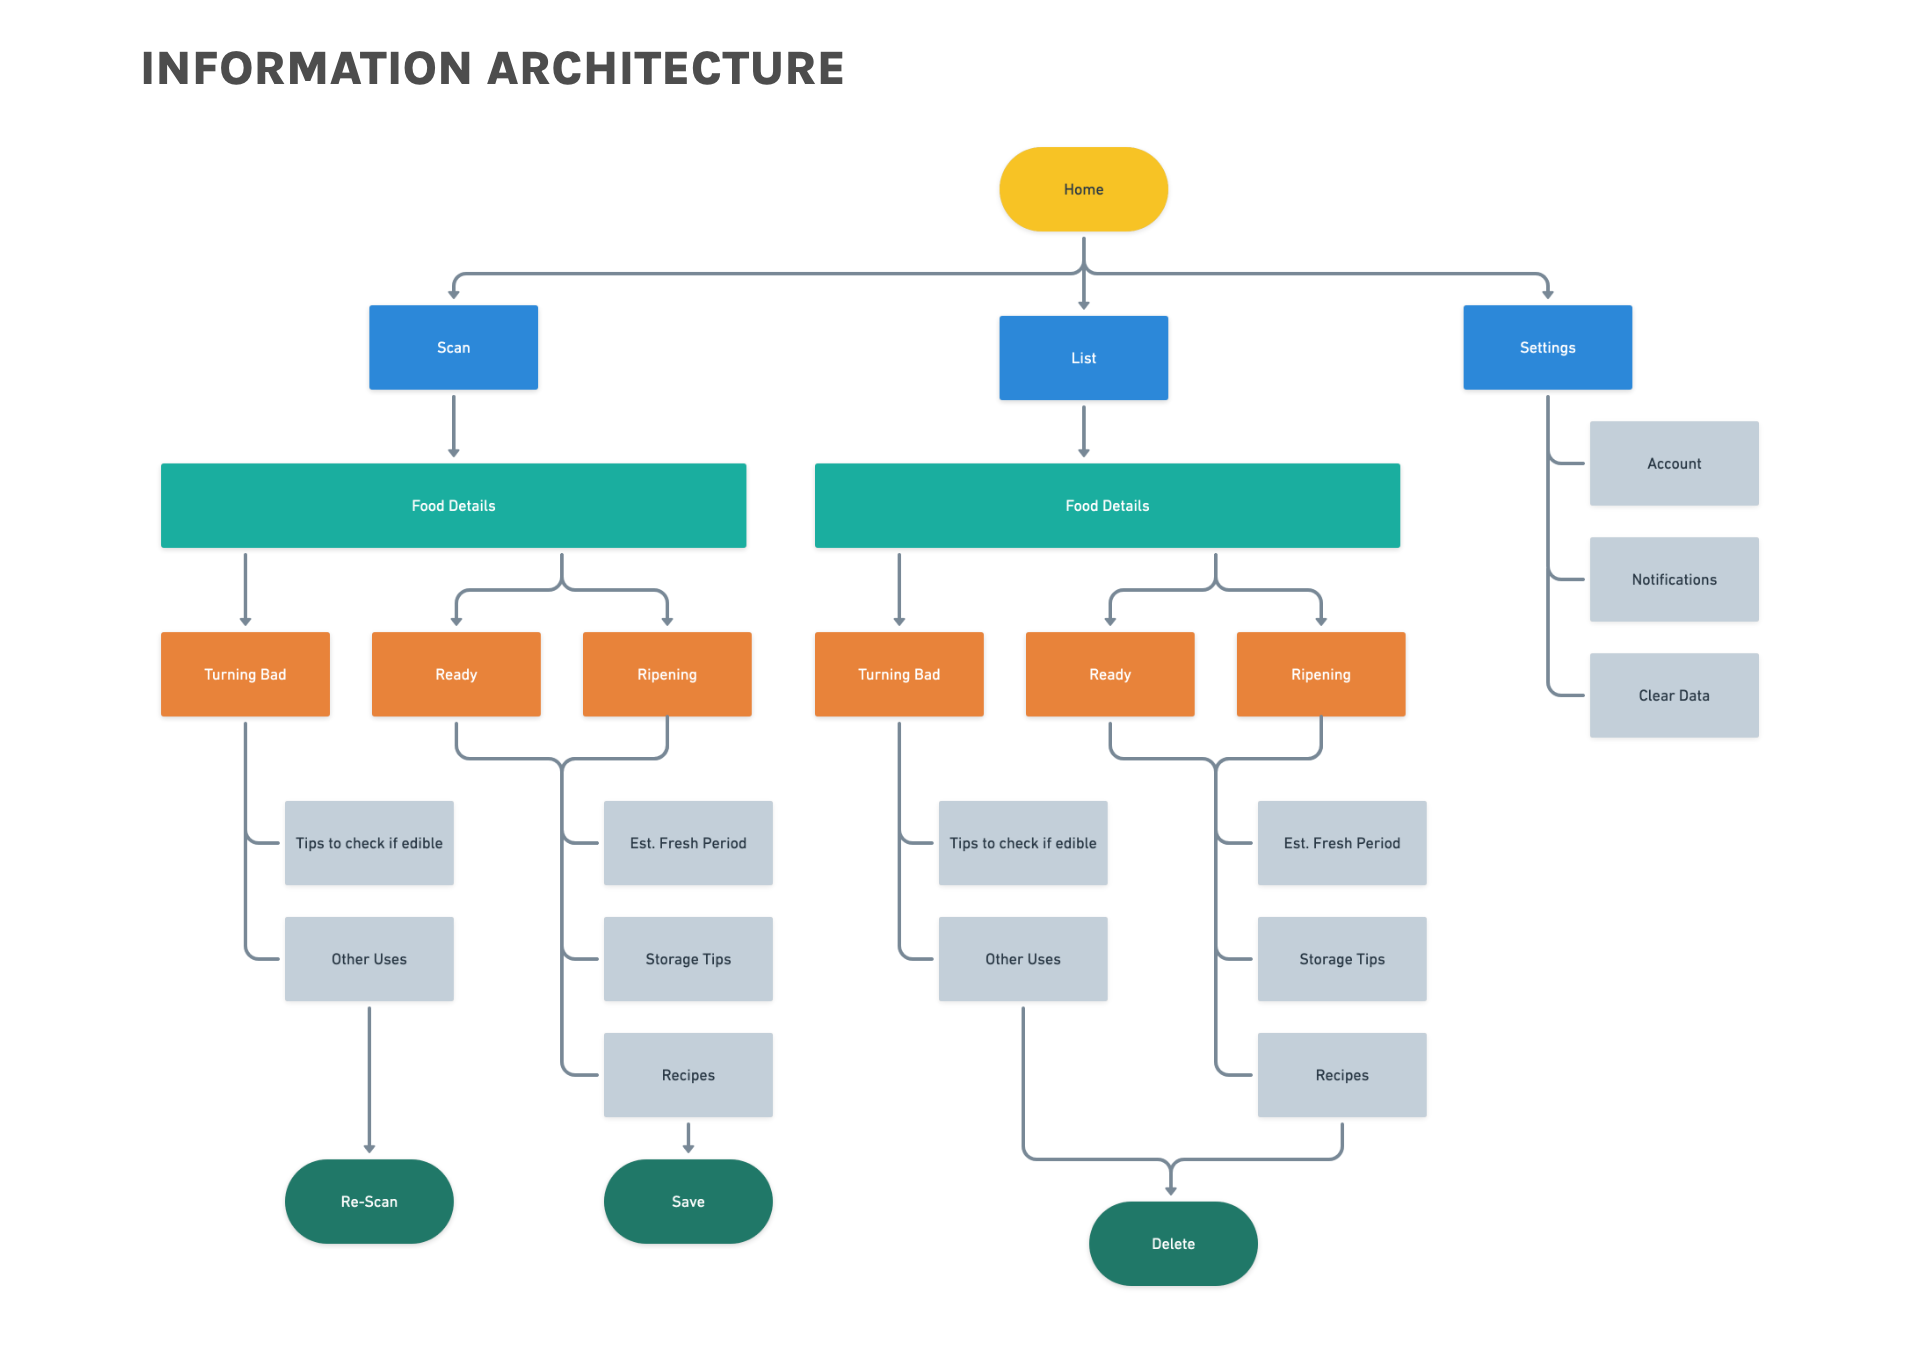 INFORMATION ARCHITECTURE
Home
Scan
List
Settings
Account
Food Details
Food Details
Notifications
Turning Bad
Ready
Ripening
Turning Bad
Ready
Ripening
Clear Data
Tips to check if edible
Est. Fresh Period
Tips to check if edible
Est. Fresh Period
Other Uses
Storage Tips
Other Uses
Storage Tips
Recipes
Recipes
Re-Scan
Save
Delete